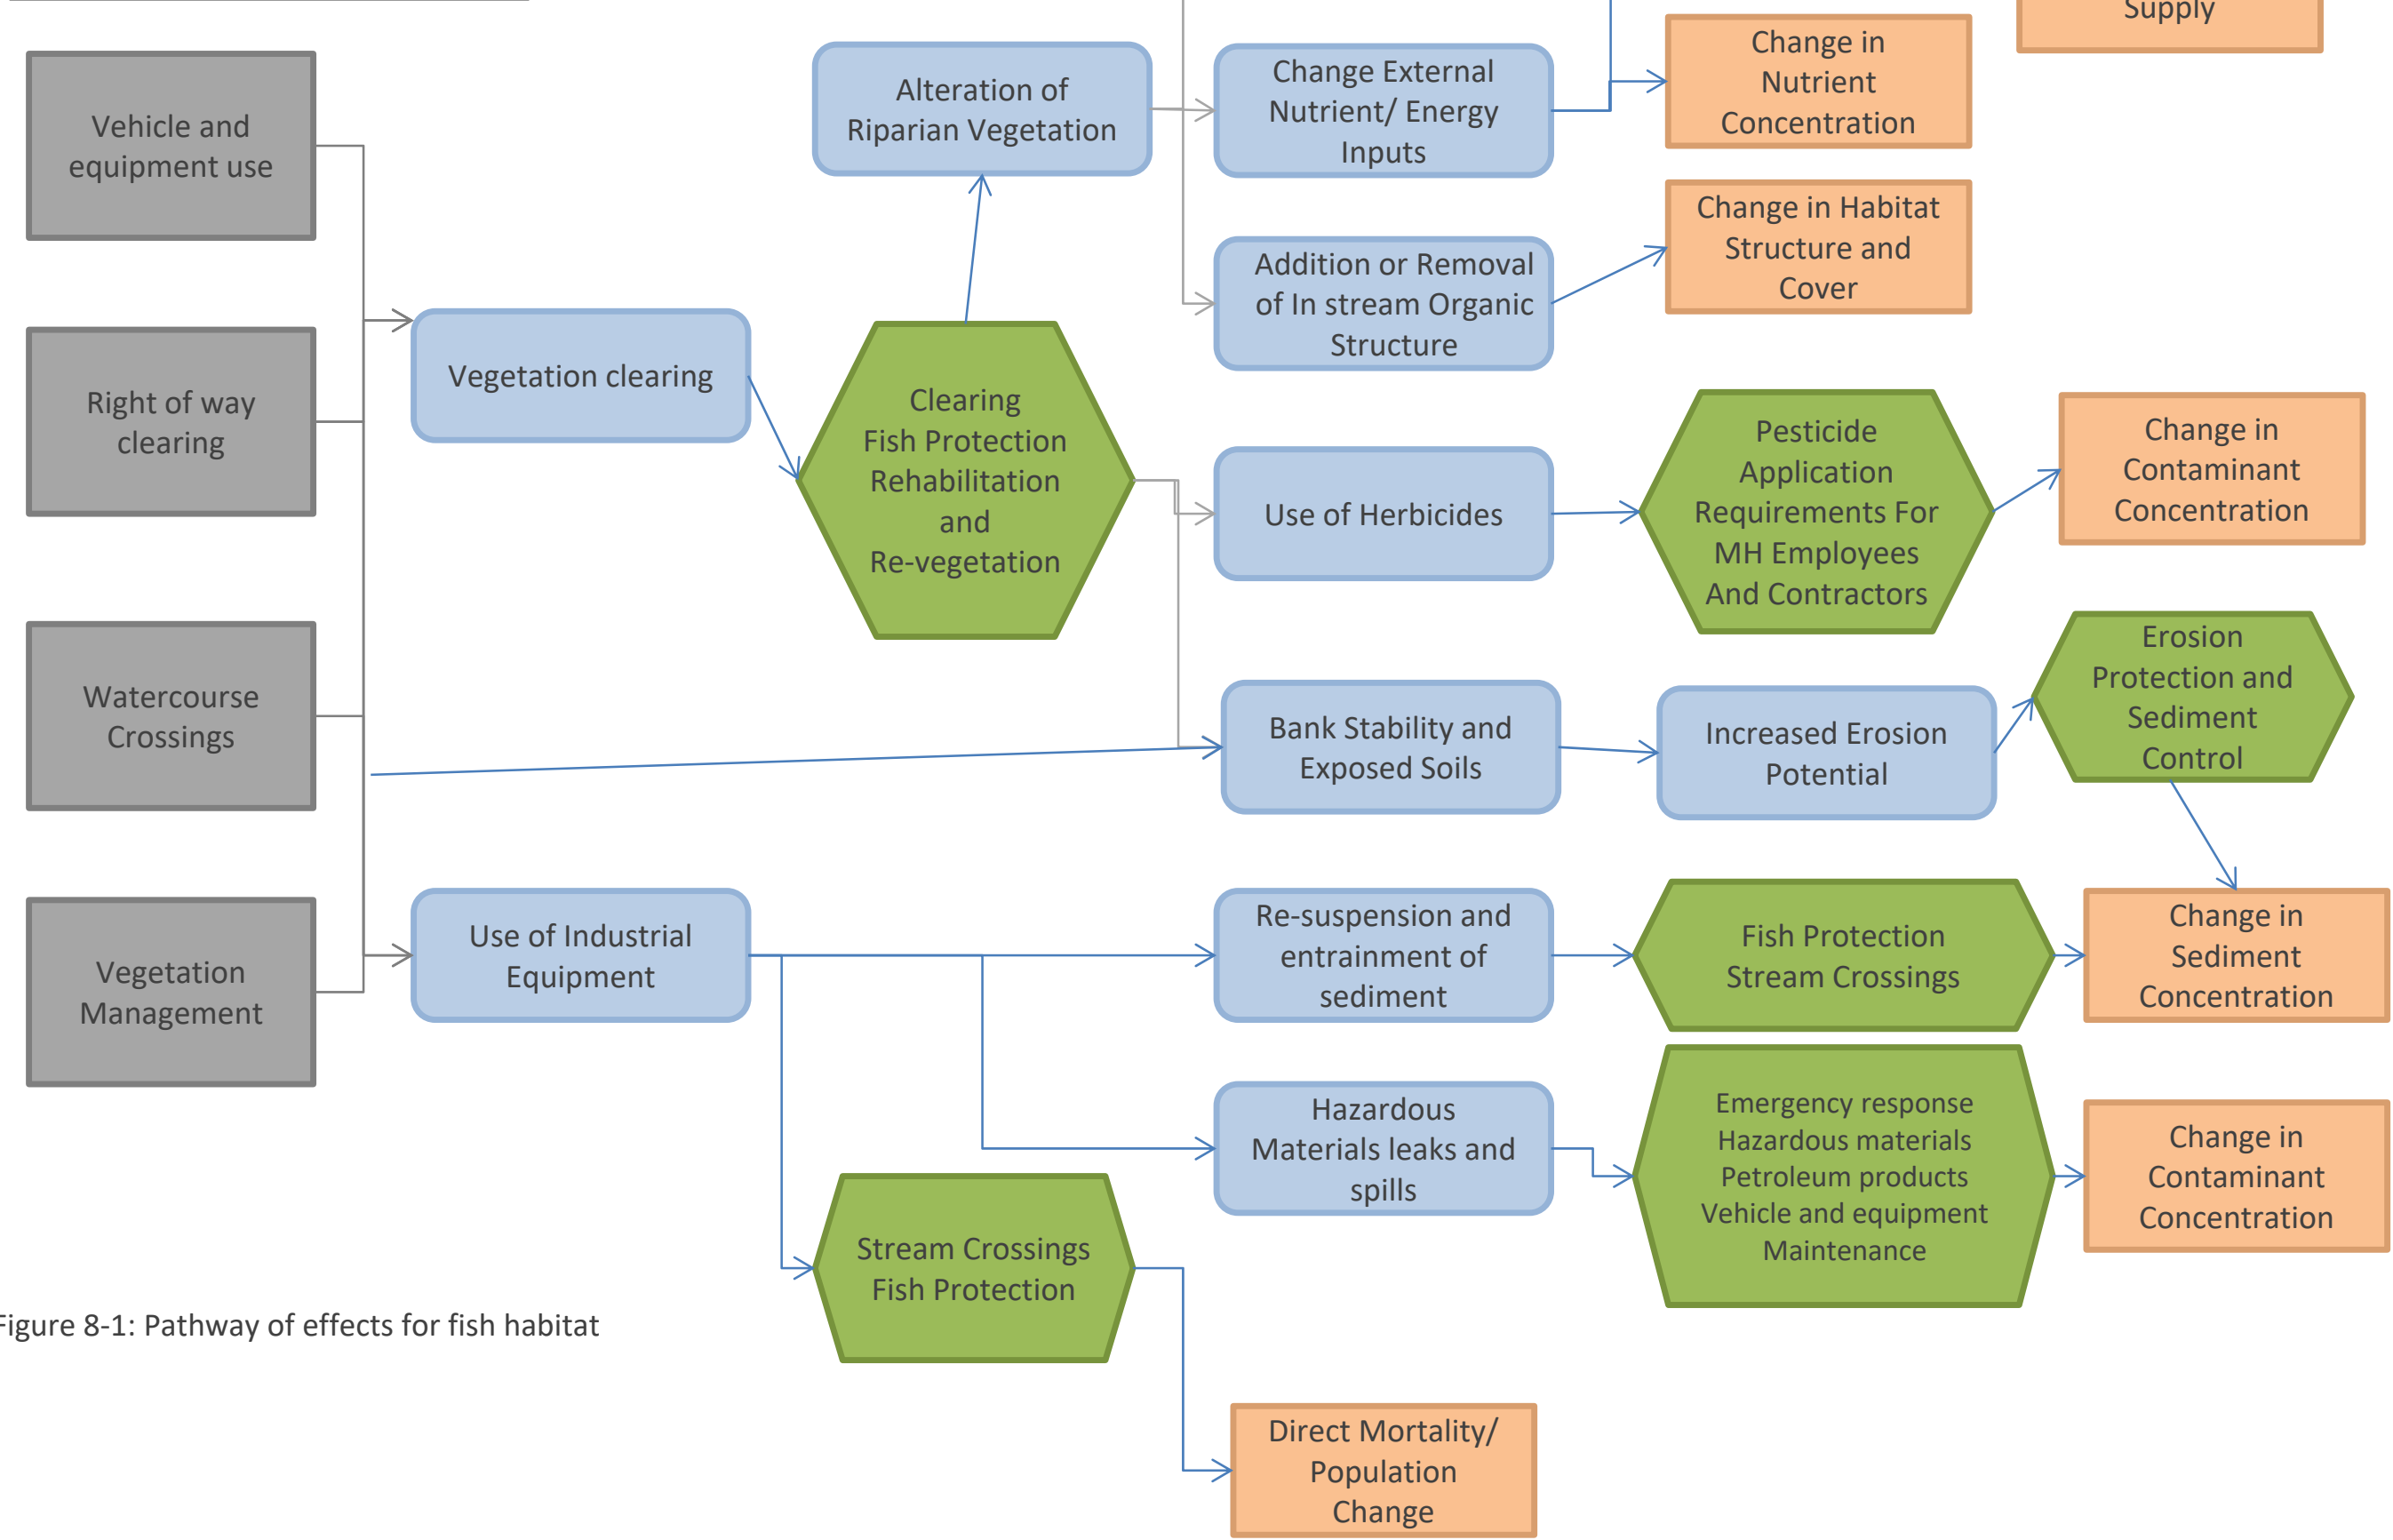 Supply
Change in
Nutrient
Concentration
Alteration of
Riparian Vegetation
Change External
Nutrient/ Energy
Inputs
Vehicle and
equipment use
Change in Habitat
Structure and
Cover
Addition or Removal
of In stream Organic
Structure
Vegetation clearing
Right of way
clearing
Clearing
Fish Protection
Rehabilitation
and
Re-vegetation
Use of Herbicides
Pesticide
Application
Requirements For
MH Employees
And Contractors
Change in
Contaminant
Concentration
Watercourse
Crossings
Bank Stability and
Exposed Soils
Increased Erosion
Potential
Erosion
Protection and
Sediment
Control
Vegetation
Management
Use of Industrial
Equipment
Re-suspension and
entrainment of
sediment
Fish Protection
Stream Crossings
Change in
Sediment
Concentration
Hazardous
Materials leaks and
spills
Emergency response
Hazardous materials
Petroleum products
Vehicle and equipment
Maintenance
Change in
Contaminant
Concentration
Stream Crossings
Fish Protection
Figure 8-1: Pathway of effects for fish habitat
Direct Mortality/
Population
Change